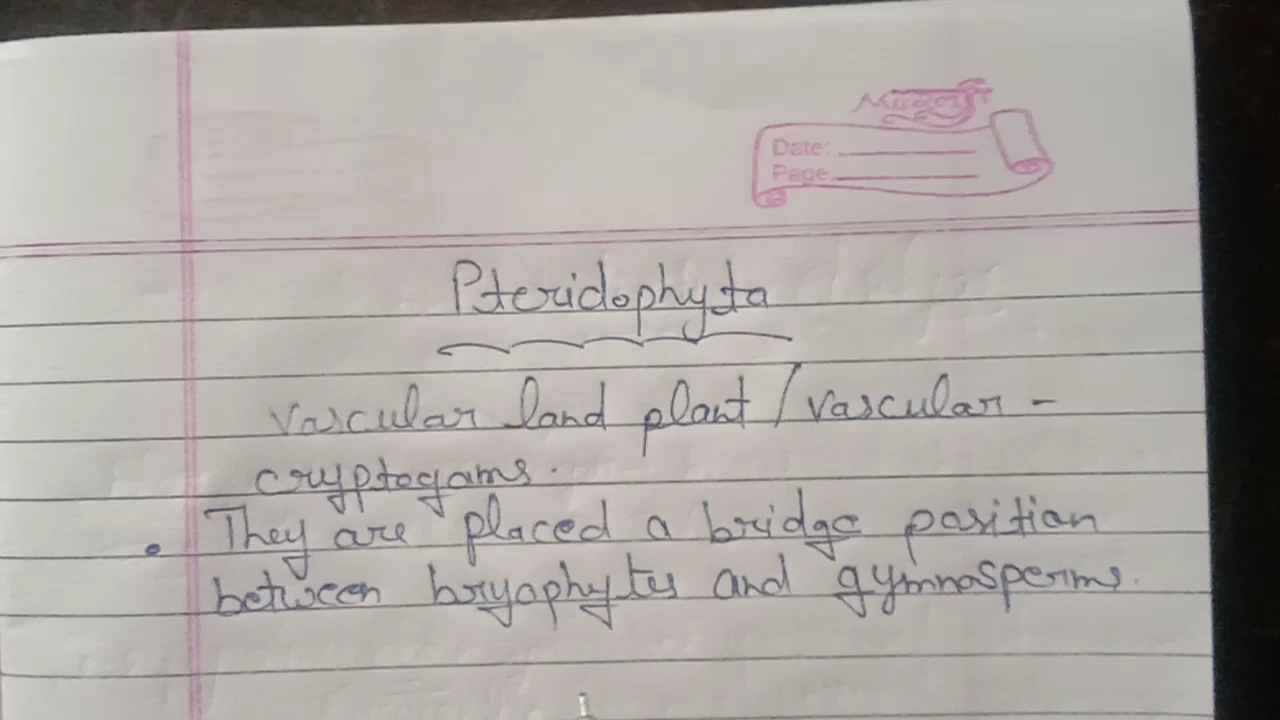 Date:
Page
Pteridophyta
vascular land plant / vascular -
cryptogams.
• They are placed a bridge position
between bryophytes and gymnosperms.